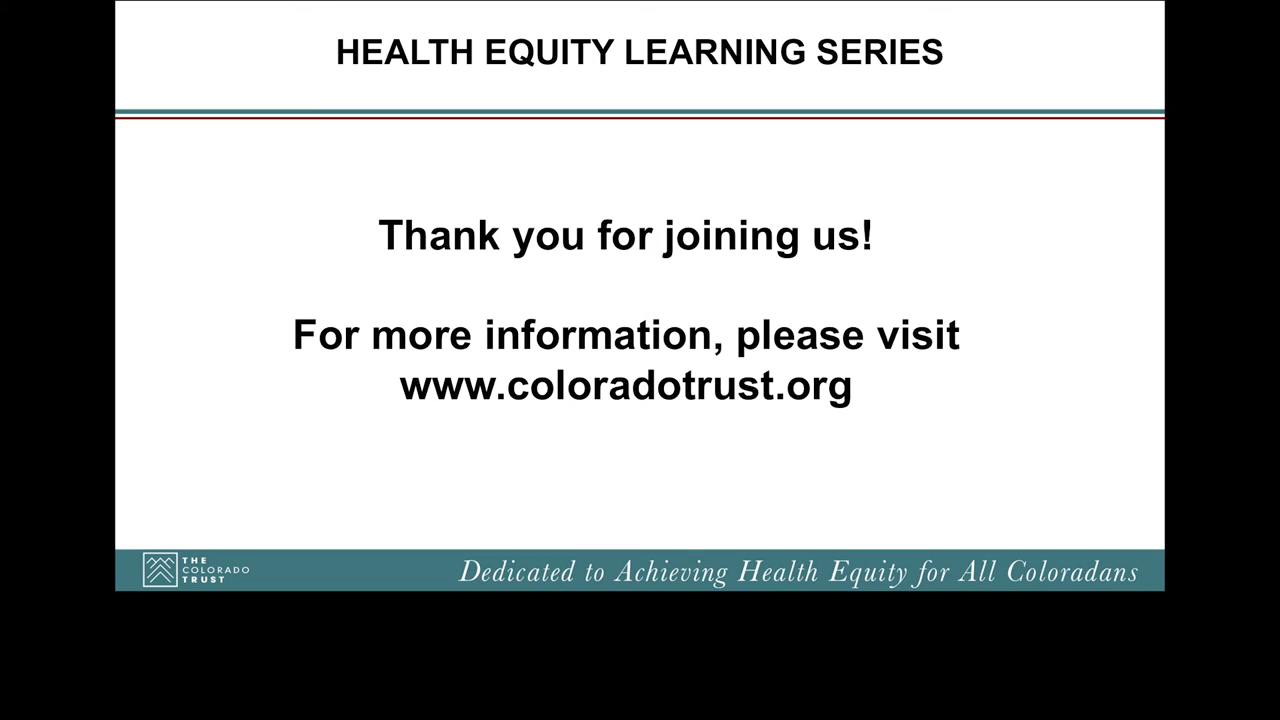 HEALTH EQUITY LEARNING SERIES
Thank you for joining us!
For more information, please visit
www.coloradotrust.org
THE
COLORADO
TRUST
Dedicated to Achieving Health Equity for All Coloradans